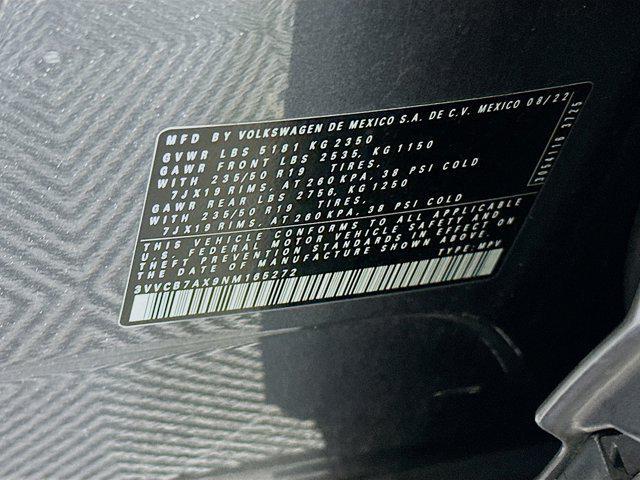 MFD BY VOLKSWAGEN DE MEXICO S.A. DE C.V. MEXICO 08/22
GVWR LBS 5181 KG 2350
GAWR FRONT LBS 2535, KG 1150
WITH 235/50 R19 TIRES.
7JX19 RIMS, AT 260 KPA, 38 PSI COLD
GAWR REAR LBS 2756, KG 1250
WITH 235/50 R19 TIRES.
7JX19 RIMS, AT 260 KPA, 38 PSI COLD
THIS VEHICLE CONFORMS TO ALL APPLICABLE
U.S. FEDERAL MOTOR VEHICLE SAFETY AND
THEFT PREVENTION STANDARDS IN EFFECT ON
THE DATE OF MANUFACTURE SHOWN ABOVE.
3VVCB7AX9NM165272 TYPE: MPV